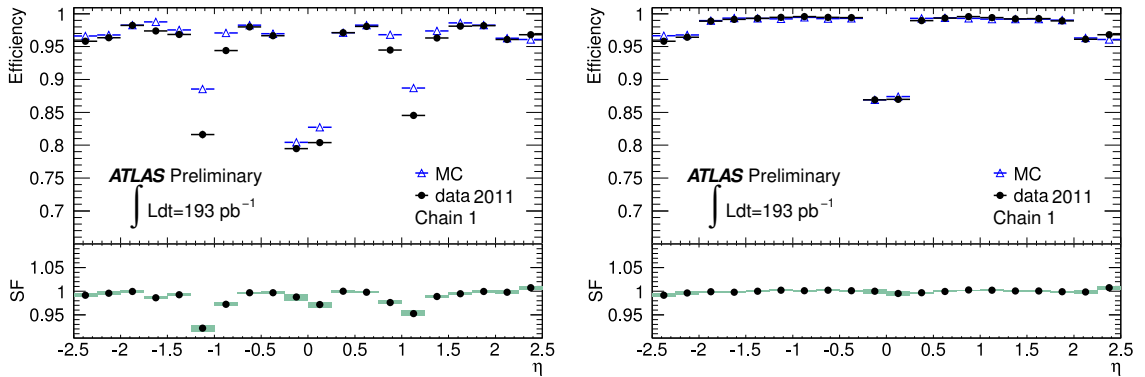 Efficiency
1
0.95
0.9
0.85
0.8
0.75
0.7
ATLAS Preliminary
∫ Ldt=193 pb⁻¹
MC
data 2011
Chain 1
SF
1.05
1
0.95
-2.5 -2 -1.5 -1 -0.5 0 0.5 1 1.5 2 2.5
η
Efficiency
1
0.95
0.9
0.85
0.8
0.75
0.7
ATLAS Preliminary
∫ Ldt=193 pb⁻¹
MC
data 2011
Chain 1
SF
1.05
1
0.95
-2.5 -2 -1.5 -1 -0.5 0 0.5 1 1.5 2 2.5
η